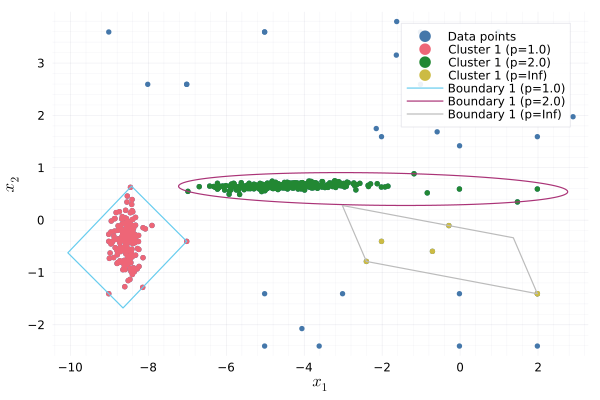 Data points
Cluster 1 (p=1.0)
Cluster 1 (p=2.0)
Cluster 1 (p=Inf)
Boundary 1 (p=1.0)
Boundary 1 (p=2.0)
Boundary 1 (p=Inf)
3
2
1
0
−1
−2
x₂
−10 −8 −6 −4 −2 0 2
x₁